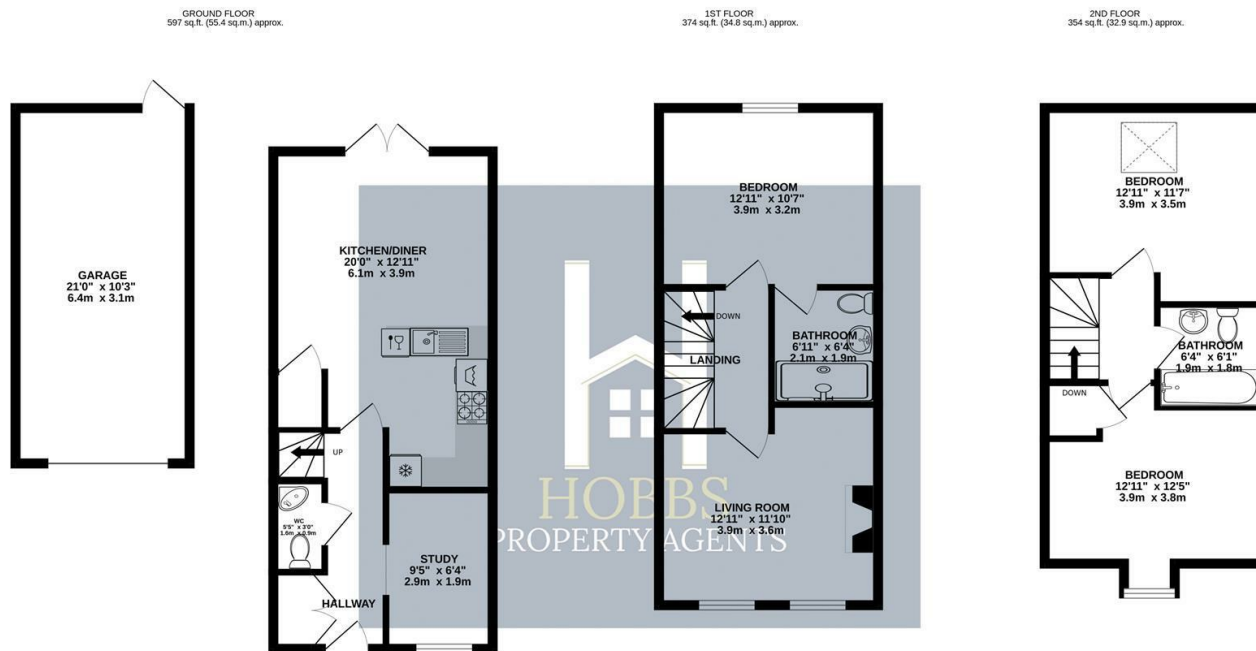 GROUND FLOOR
597 sq.ft. (55.4 sq.m.) approx.
1ST FLOOR
374 sq.ft. (34.8 sq.m.) approx.
2ND FLOOR
354 sq.ft. (32.9 sq.m.) approx.
GARAGE
21'0" x 10'3"
6.4m x 3.1m
KITCHEN/DINER
20'0" x 12'11"
6.1m x 3.9m
UP
WC
5'5" x 3'0"
1.6m x 0.9m
STUDY
9'5" x 6'4"
2.9m x 1.9m
HALLWAY
BEDROOM
12'11" x 10'7"
3.9m x 3.2m
DOWN
LANDING
BATHROOM
6'11" x 6'4"
2.1m x 1.9m
LIVING ROOM
12'11" x 11'10"
3.9m x 3.6m
HOBBS
PROPERTY AGENTS
BEDROOM
12'11" x 11'7"
3.9m x 3.5m
BATHROOM
6'4" x 6'1"
1.9m x 1.8m
DOWN
BEDROOM
12'11" x 12'5"
3.9m x 3.8m